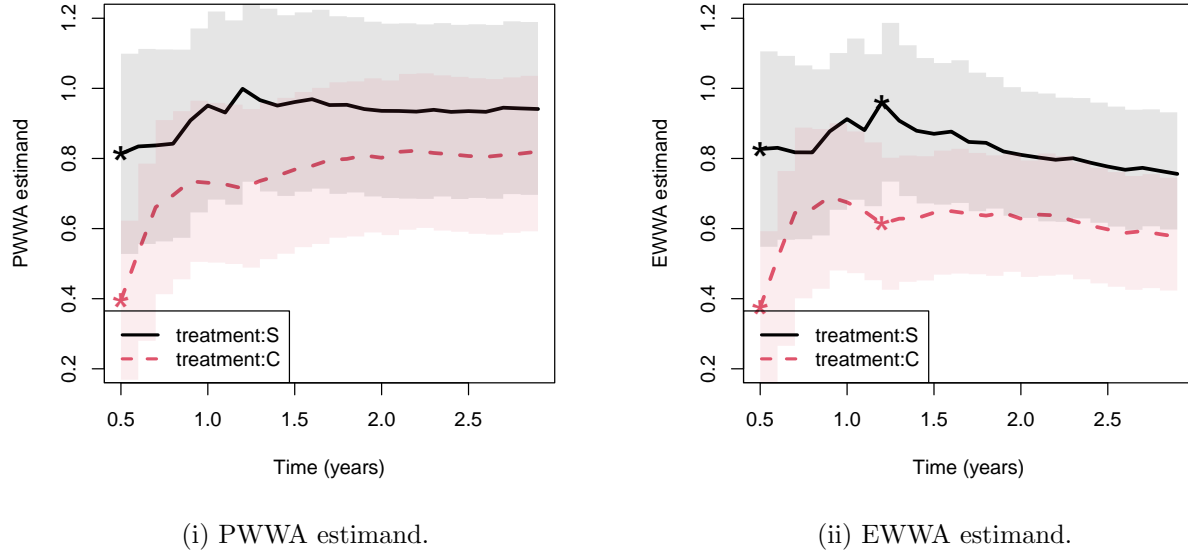 1.2
1.0
0.8
0.6
0.4
0.2
PWWA estimand
treatment:S
treatment:C
0.5 1.0 1.5 2.0 2.5
Time (years)
(i) PWWA estimand.
1.2
1.0
0.8
0.6
0.4
0.2
EWWA estimand
treatment:S
treatment:C
0.5 1.0 1.5 2.0 2.5
Time (years)
(ii) EWWA estimand.